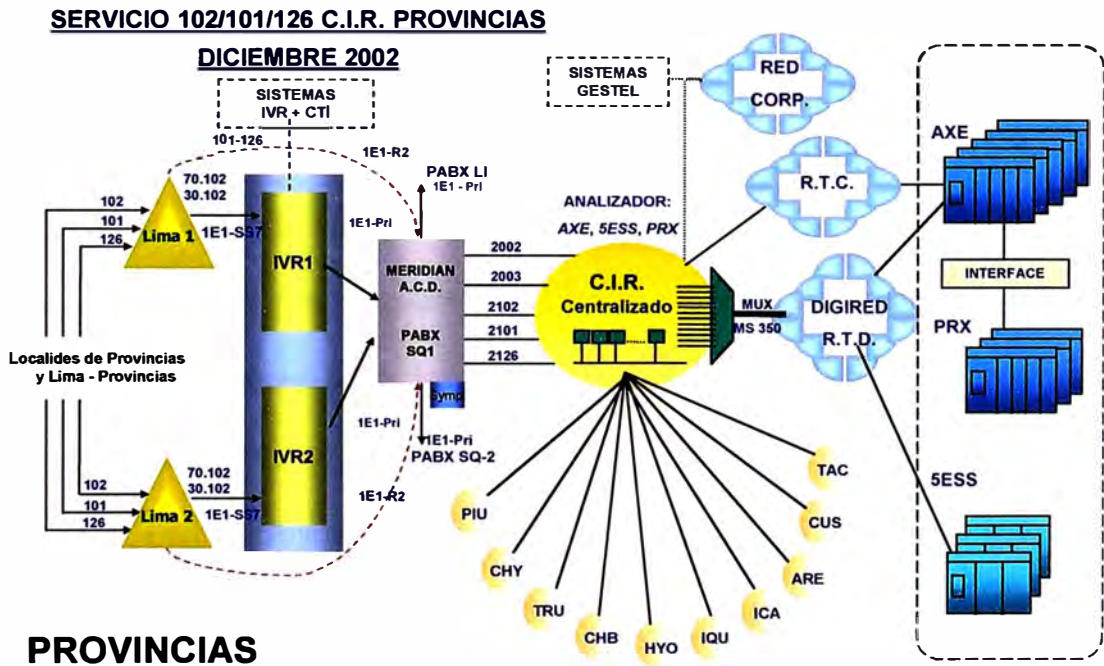 SERVICIO 102/101/126 C.I.R. PROVINCIAS
DICIEMBRE 2002
SISTEMAS
IVR + CTI
SISTEMAS
GESTEL
RED
CORP.
101-126
1E1-R2
PABX LI
1E1 - Pri
70.102
30.102
102
101
126
Lima 1
1E1-SS7
1E1-Pri
IVR1
ANALIZADOR:
AXE, 5ESS, PRX
R.T.C.
AXE
MERIDIAN
A.C.D.
PABX
SQ1
2002
2003
2102
2101
2126
C.I.R.
Centralizado
MUX
MS 350
DIGIRED
R.T.D.
INTERFACE
PRX
Localides de Provincias
y Lima - Provincias
Symp
1E1-Pri
1E1-Pri
PABX SQ-2
IVR2
70.102
30.102
102
101
126
Lima 2
1E1-SS7
1E1-R2
5ESS
PIU
CHY
TRU
CHB
HYO
IQU
ICA
ARE
CUS
TAC
PROVINCIAS